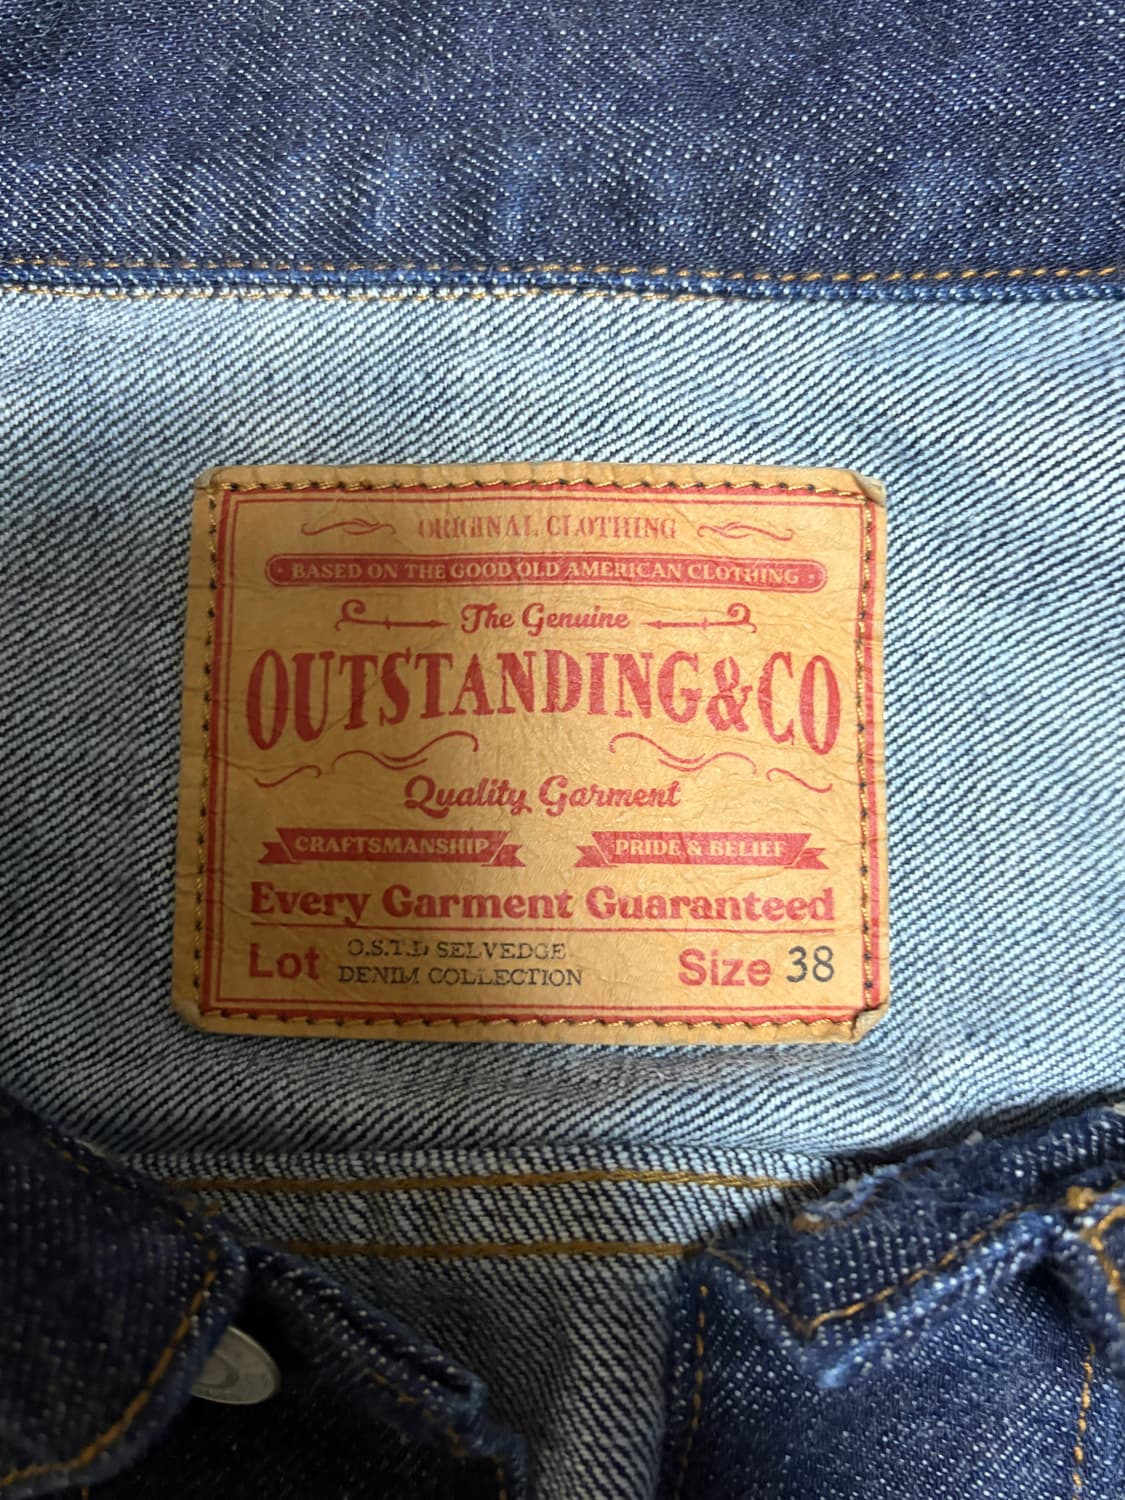 ORIGINAL CLOTHING
· BASED ON THE GOOD OLD AMERICAN CLOTHING ·
The Genuine
OUTSTANDING&CO
Quality Garment
CRAFTSMANSHIP PRIDE & BELIEF
Every Garment Guaranteed
Lot O.S.T.D SELVEDGE
DENIM COLLECTION Size 38